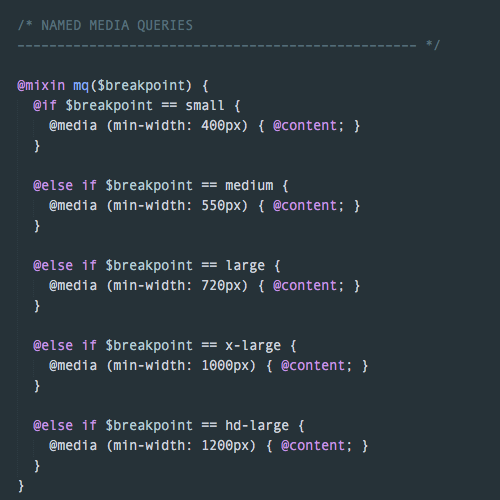 /* NAMED MEDIA QUERIES
-------------------------------------------------- */
@mixin mq($breakpoint) {
@if $breakpoint == small {
@media (min-width: 400px) { @content; }
}
@else if $breakpoint == medium {
@media (min-width: 550px) { @content; }
}
@else if $breakpoint == large {
@media (min-width: 720px) { @content; }
}
@else if $breakpoint == x-large {
@media (min-width: 1000px) { @content; }
}
@else if $breakpoint == hd-large {
@media (min-width: 1200px) { @content; }
}
}